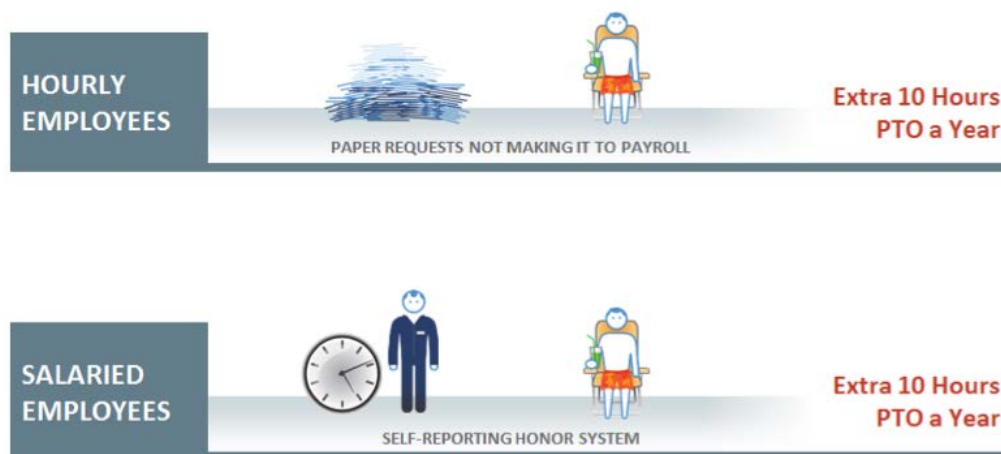 HOURLY
EMPLOYEES
PAPER REQUESTS NOT MAKING IT TO PAYROLL
Extra 10 Hours
PTO a Year
SALARIED
EMPLOYEES
SELF-REPORTING HONOR SYSTEM
Extra 10 Hours
PTO a Year